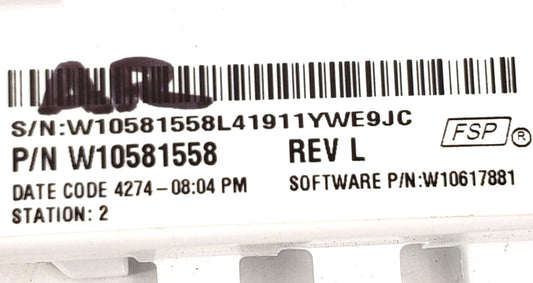 S/N:W10581558L41911YWE9JC
P/N W10581558 REV L FSP®
DATE CODE 4274-08:04 PM SOFTWARE P/N:W10617881
STATION: 2